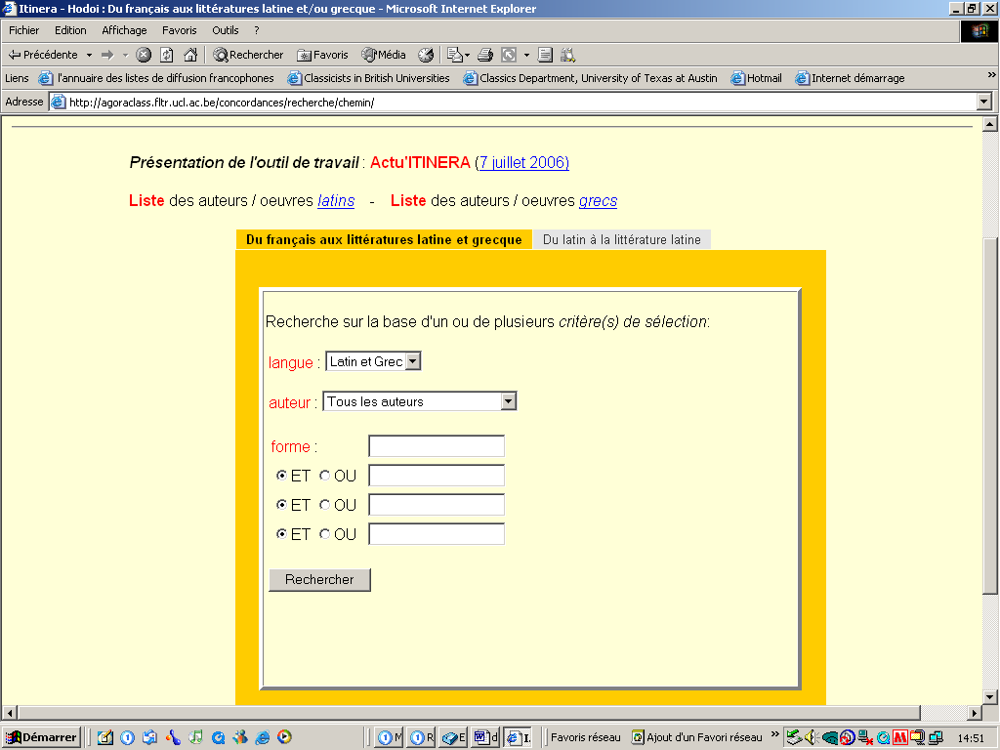 Itinera - Hodoi : Du français aux littératures latine et/ou grecque - Microsoft Internet Explorer
Fichier Edition Affichage Favoris Outils ?
Précédente Rechercher Favoris Média
Liens l'annuaire des listes de diffusion francophones Classicists in British Universities Classics Department, University of Texas at Austin Hotmail Internet démarrage »
Adresse http://agoraclass.fltr.ucl.ac.be/concordances/recherche/chemin/
Présentation de l'outil de travail : Actu'ITINERA (7 juillet 2006)
Liste des auteurs / oeuvres latins - Liste des auteurs / oeuvres grecs
Du français aux littératures latine et grecque Du latin à la littérature latine
Recherche sur la base d'un ou de plusieurs critère(s) de sélection:
langue : Latin et Grec
auteur : Tous les auteurs
forme :
ET OU
ET OU
ET OU
Rechercher
Démarrer M R E d I. Favoris réseau Ajout d'un Favori réseau » 14:51